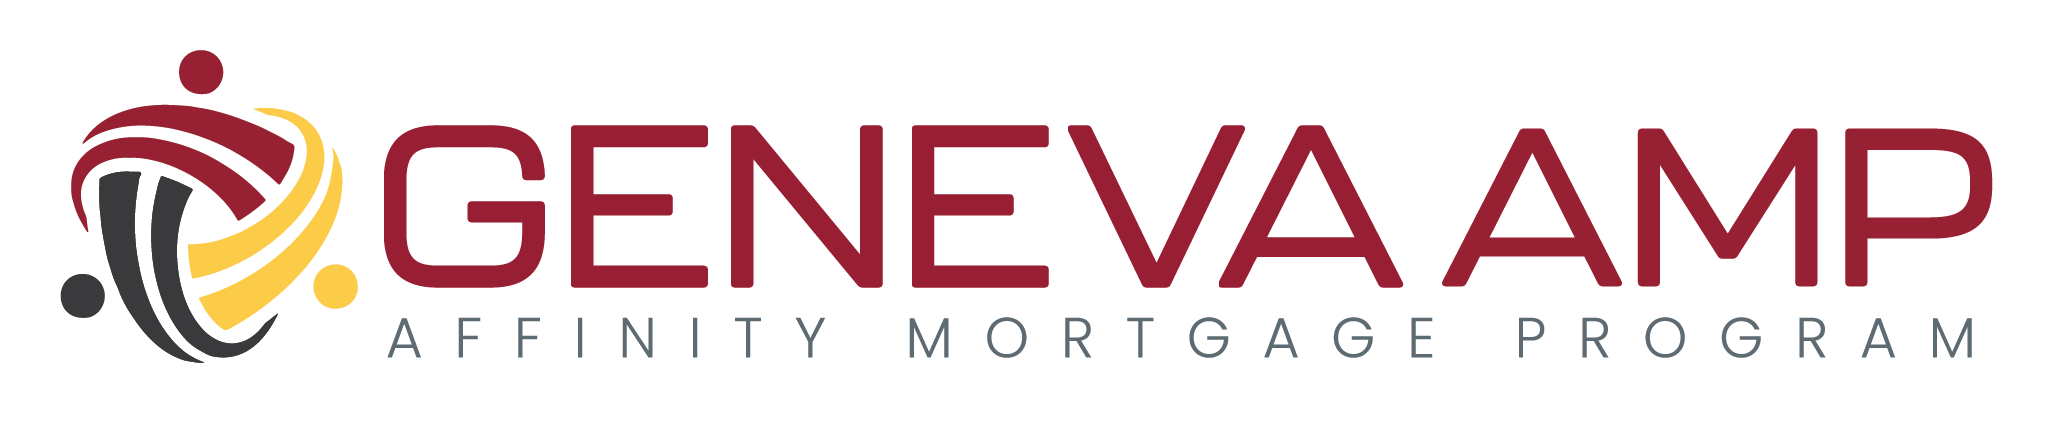 GENEVA AMP
AFFINITY MORTGAGE PROGRAM